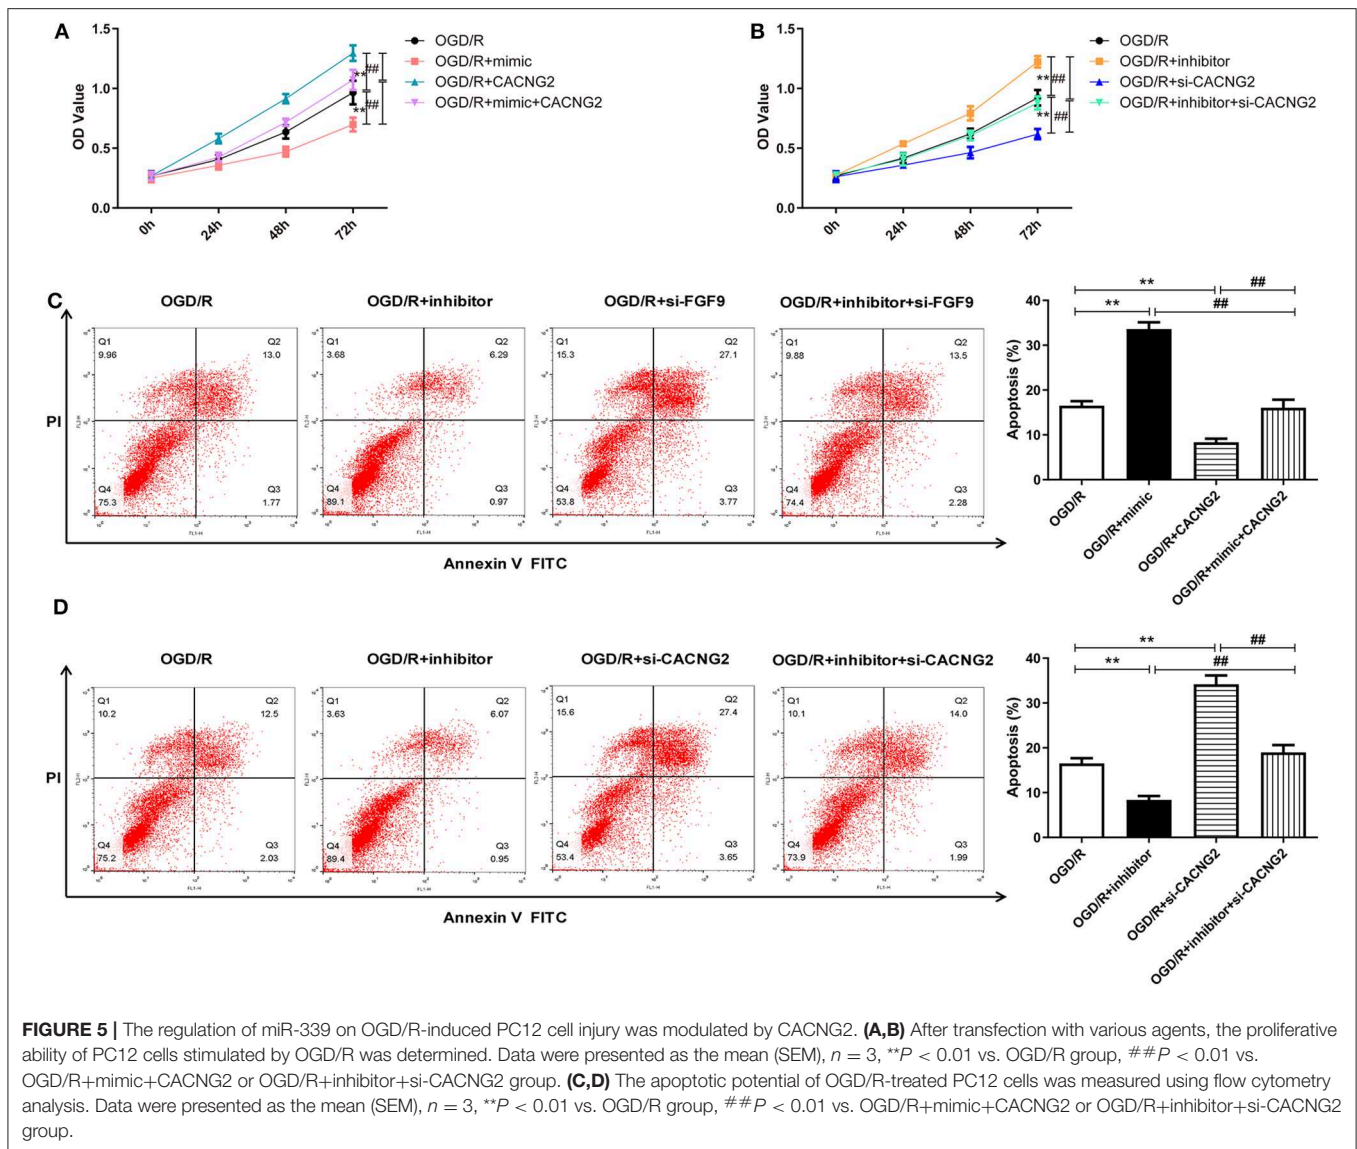 A
1.5
1.0
0.5
0.0
OD Value
0h
24h
48h
72h
**
##
**
##
OGD/R
OGD/R+mimic
OGD/R+CACNG2
OGD/R+mimic+CACNG2
B
1.5
1.0
0.5
0.0
OD Value
0h
24h
48h
72h
**
##
**
##
OGD/R
OGD/R+inhibitor
OGD/R+si-CACNG2
OGD/R+inhibitor+si-CACNG2
C
OGD/R
OGD/R+inhibitor
OGD/R+si-FGF9
OGD/R+inhibitor+si-FGF9
PI
Q1
9.96
Q2
13.0
Q4
75.3
Q3
1.77
FL1-H
Q1
3.68
Q2
6.29
Q4
89.1
Q3
0.97
FL1-H
Q1
15.3
Q2
27.1
Q4
53.8
Q3
3.77
FL1-H
Q1
9.88
Q2
13.5
Q4
74.4
Q3
2.28
FL1-H
Annexin V FITC
** ##
** ##
40
30
20
10
0
Apoptosis (%)
OGD/R
OGD/R+mimic
OGD/R+CACNG2
OGD/R+mimic+CACNG2
D
OGD/R
OGD/R+inhibitor
OGD/R+si-CACNG2
OGD/R+inhibitor+si-CACNG2
PI
Q1
10.2
Q2
12.5
Q4
75.2
Q3
2.03
FL1-H
Q1
3.63
Q2
6.07
Q4
89.4
Q3
0.95
FL1-H
Q1
15.6
Q2
27.4
Q4
53.4
Q3
3.65
FL1-H
Q1
10.1
Q2
14.0
Q4
73.9
Q3
1.99
FL1-H
Annexin V FITC
** ##
** ##
40
30
20
10
0
Apoptosis (%)
OGD/R
OGD/R+inhibitor
OGD/R+si-CACNG2
OGD/R+inhibitor+si-CACNG2
FIGURE 5 | The regulation of miR-339 on OGD/R-induced PC12 cell injury was modulated by CACNG2. (A,B) After transfection with various agents, the proliferative
ability of PC12 cells stimulated by OGD/R was determined. Data were presented as the mean (SEM), n = 3, **P < 0.01 vs. OGD/R group, ##P < 0.01 vs.
OGD/R+mimic+CACNG2 or OGD/R+inhibitor+si-CACNG2 group. (C,D) The apoptotic potential of OGD/R-treated PC12 cells was measured using flow cytometry
analysis. Data were presented as the mean (SEM), n = 3, **P < 0.01 vs. OGD/R group, ##P < 0.01 vs. OGD/R+mimic+CACNG2 or OGD/R+inhibitor+si-CACNG2
group.